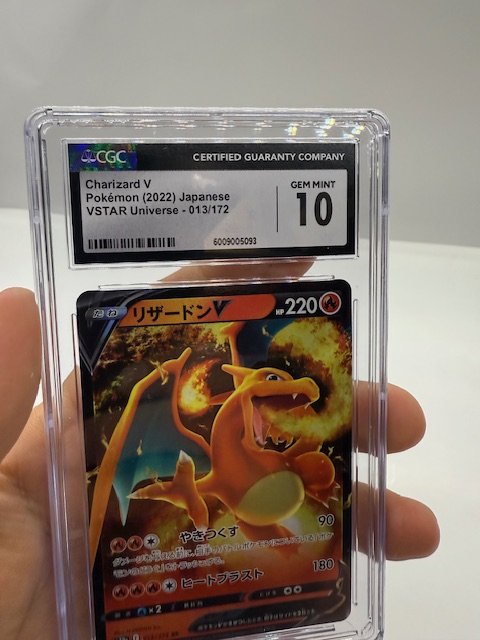 CGC
CERTIFIED GUARANTY COMPANY
Charizard V
Pokémon (2022) Japanese
VSTAR Universe - 013/172
GEM MINT
10
6009005093
たね
リザードンV
HP 220
やきつくす 90
ヒートブラスト 180
×2